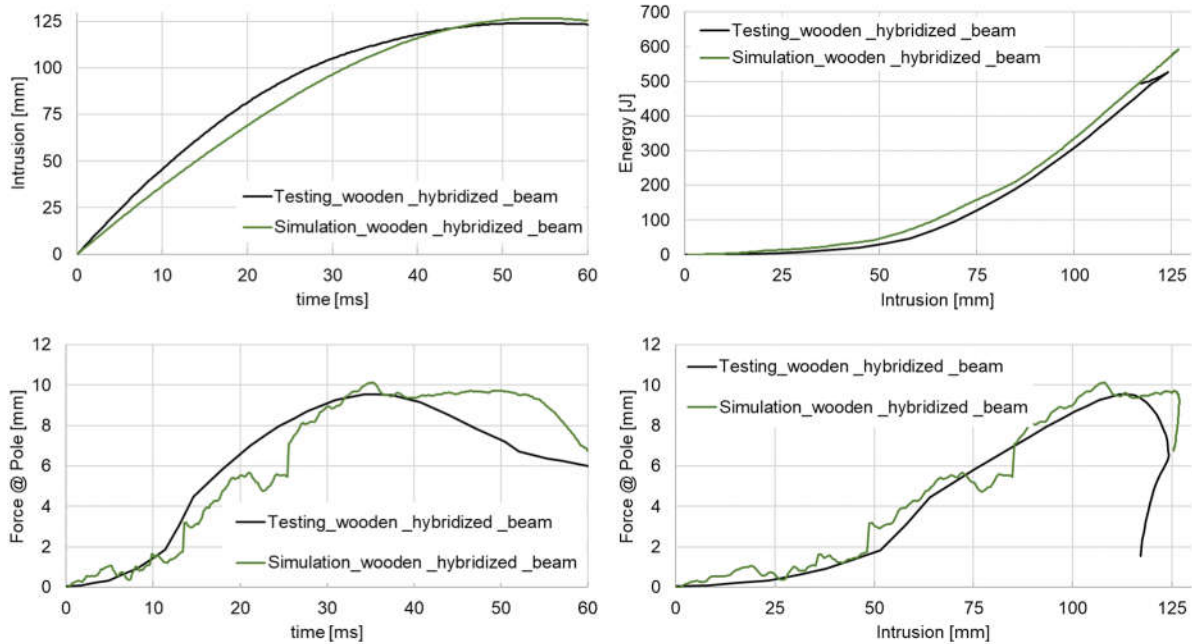 Intrusion [mm]
125
100
75
50
25
0
0 10 20 30 40 50 60
time [ms]
Testing_wooden _hybridized _beam
Simulation_wooden _hybridized _beam
Energy [J]
700
600
500
400
300
200
100
0
0 25 50 75 100 125
Intrusion [mm]
Testing_wooden _hybridized _beam
Simulation_wooden _hybridized _beam
Force @ Pole [mm]
12
10
8
6
4
2
0
0 10 20 30 40 50 60
time [ms]
Testing_wooden _hybridized _beam
Simulation_wooden _hybridized _beam
Force @ Pole [mm]
12
10
8
6
4
2
0
0 25 50 75 100 125
Intrusion [mm]
Testing_wooden _hybridized _beam
Simulation_wooden _hybridized _beam